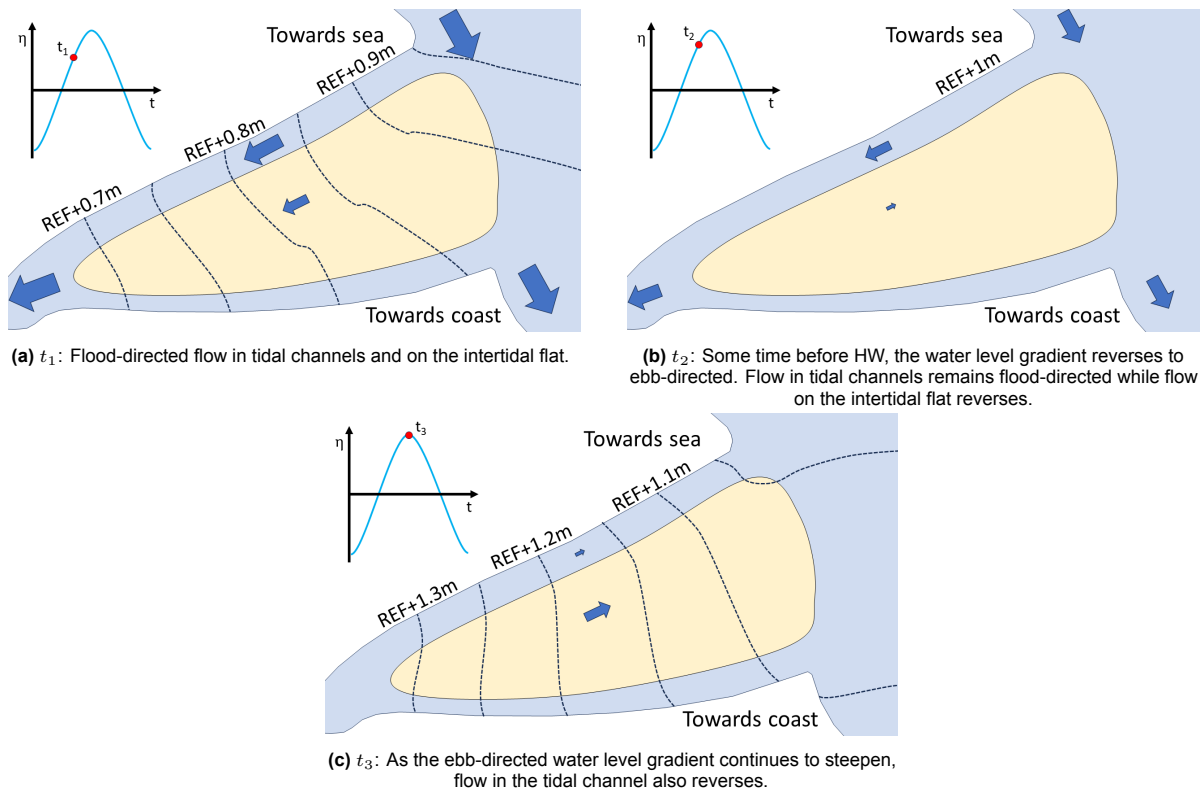 η
t₁
t
Towards sea
REF+0.9m
REF+0.8m
REF+0.7m
Towards coast
(a) t₁: Flood-directed flow in tidal channels and on the intertidal flat.
η
t₂
t
Towards sea
REF+1m
Towards coast
(b) t₂: Some time before HW, the water level gradient reverses to
ebb-directed. Flow in tidal channels remains flood-directed while flow
on the intertidal flat reverses.
η
t₃
t
Towards sea
REF+1.1m
REF+1.2m
REF+1.3m
Towards coast
(c) t₃: As the ebb-directed water level gradient continues to steepen,
flow in the tidal channel also reverses.